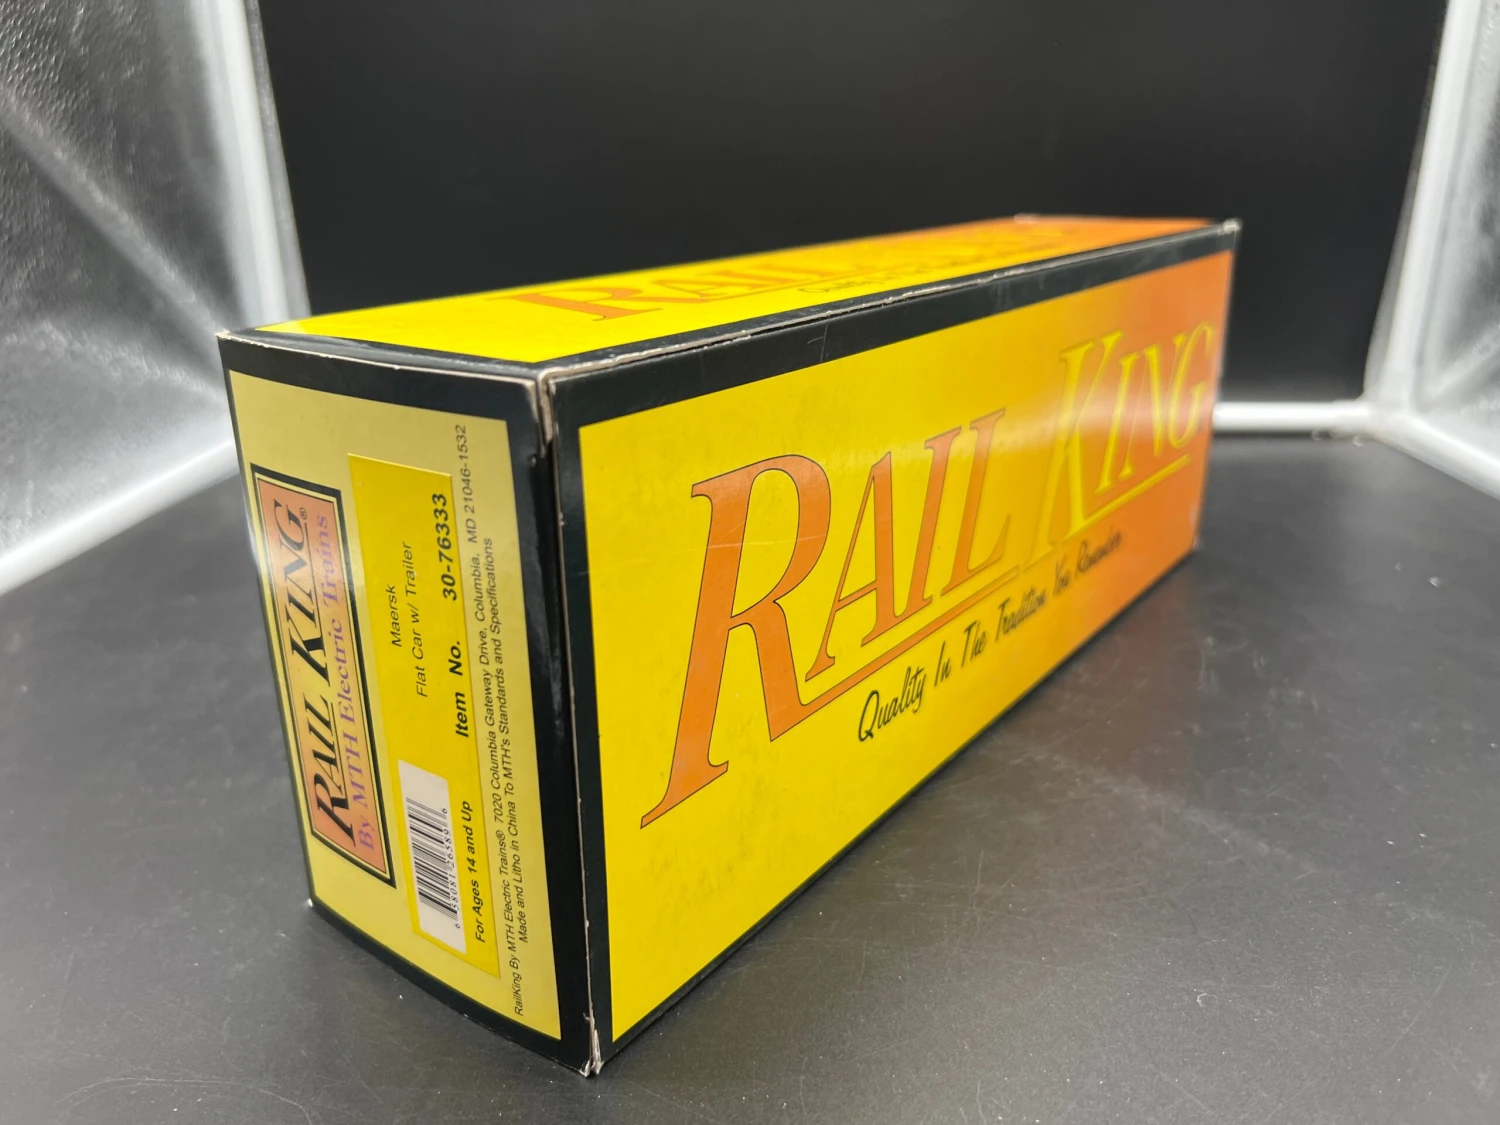 RAIL
RAIL KING
Quality In The Tradition You Remember
RAIL KING®
By MTH Electric Trains
Maersk
Flat Car w/ Trailer
Item No. 30-76333
For Ages 14 and Up
RailKing By MTH Electric Trains® 7020 Columbia Gateway Drive, Columbia, MD 21046-1532
Made and Litho in China To MTH's Standards and Specifications